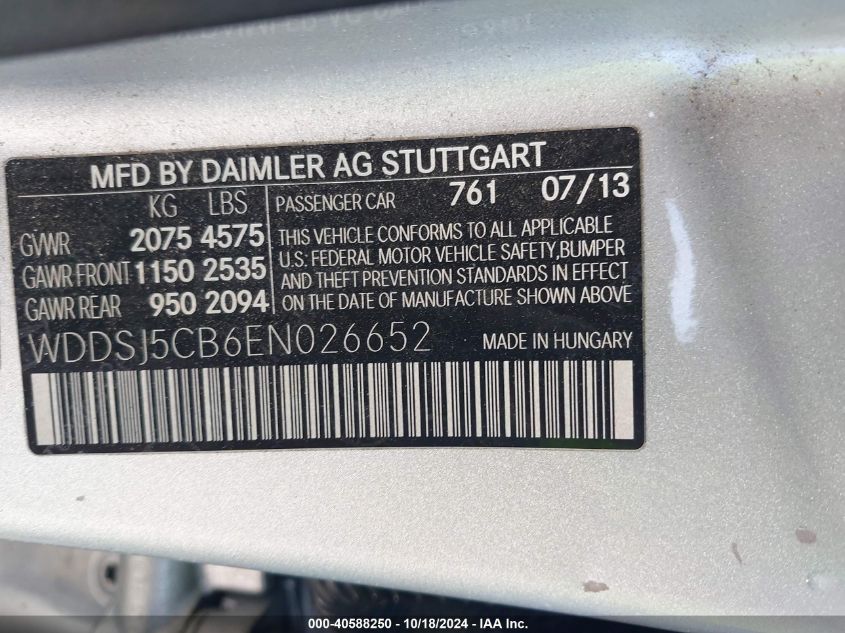 MFD BY DAIMLER AG STUTTGART
KG LBS
GVWR 2075 4575
GAWR FRONT 1150 2535
GAWR REAR 950 2094
PASSENGER CAR 761 07/13
THIS VEHICLE CONFORMS TO ALL APPLICABLE
U.S: FEDERAL MOTOR VEHICLE SAFETY,BUMPER
AND THEFT PREVENTION STANDARDS IN EFFECT
ON THE DATE OF MANUFACTURE SHOWN ABOVE
WDDSJ5CB6EN026652 MADE IN HUNGARY
000-40588250 - 10/18/2024 - IAA Inc.